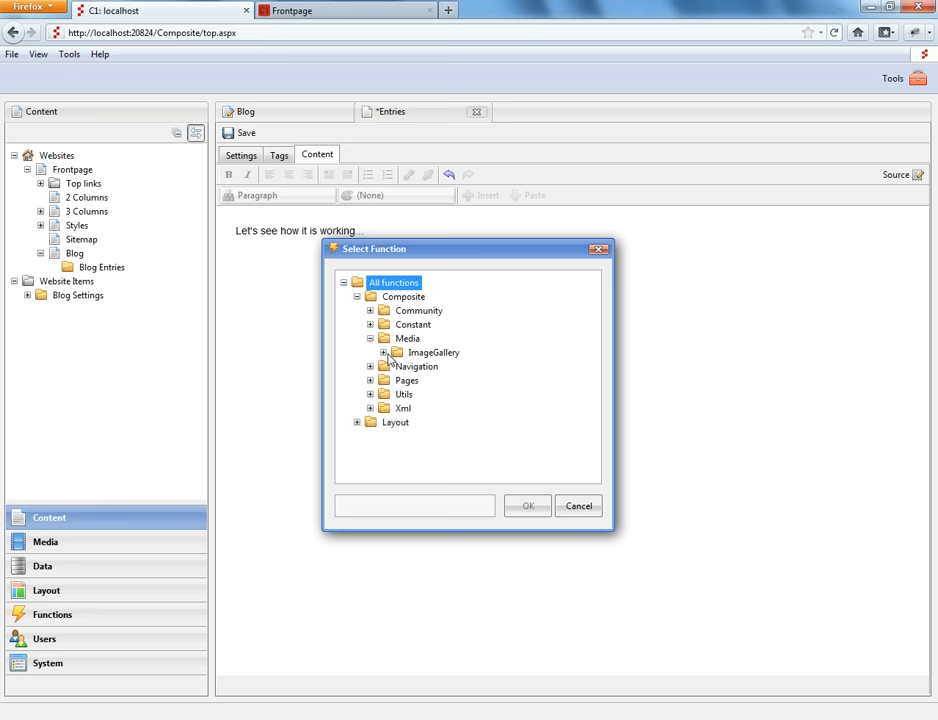 Firefox
C1: localhost
Frontpage
http://localhost:20824/Composite/top.aspx
File View Tools Help
Tools
Content
Blog
*Entries
Save
Settings Tags Content
Source
Paragraph
(None)
Insert
Paste
Websites
Frontpage
Top links
2 Columns
3 Columns
Styles
Sitemap
Blog
Blog Entries
Website Items
Blog Settings
Let's see how it is working...
Select Function
All functions
Composite
Community
Constant
Media
ImageGallery
Navigation
Pages
Utils
Xml
Layout
OK
Cancel
Content
Media
Data
Layout
Functions
Users
System